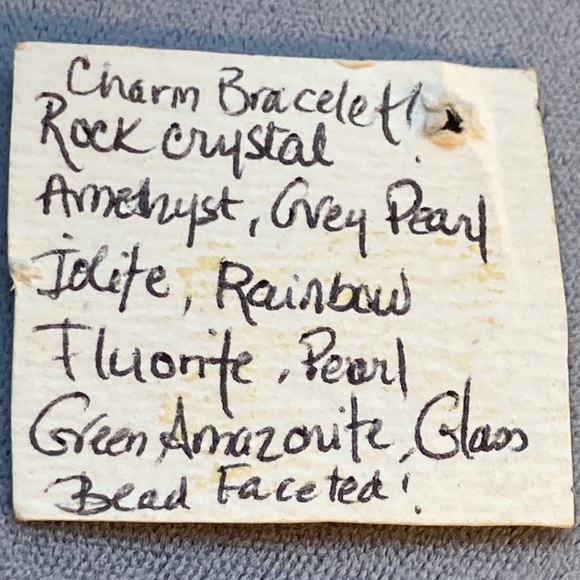 Charm Bracelet!
Rock crystal
Amethyst, Grey Pearl
Iolite, Rainbow
Fluorite, Pearl
Green Amazonite, Glass
Bead Faceted!